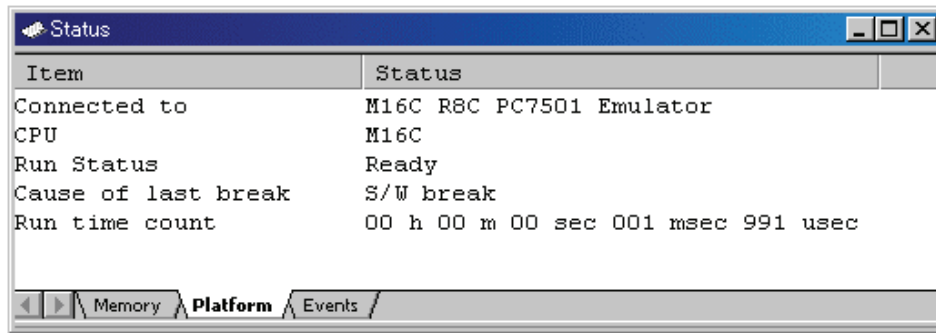 Status
Item Status
Connected to M16C R8C PC7501 Emulator
CPU M16C
Run Status Ready
Cause of last break S/W break
Run time count 00 h 00 m 00 sec 001 msec 991 usec
Memory Platform Events